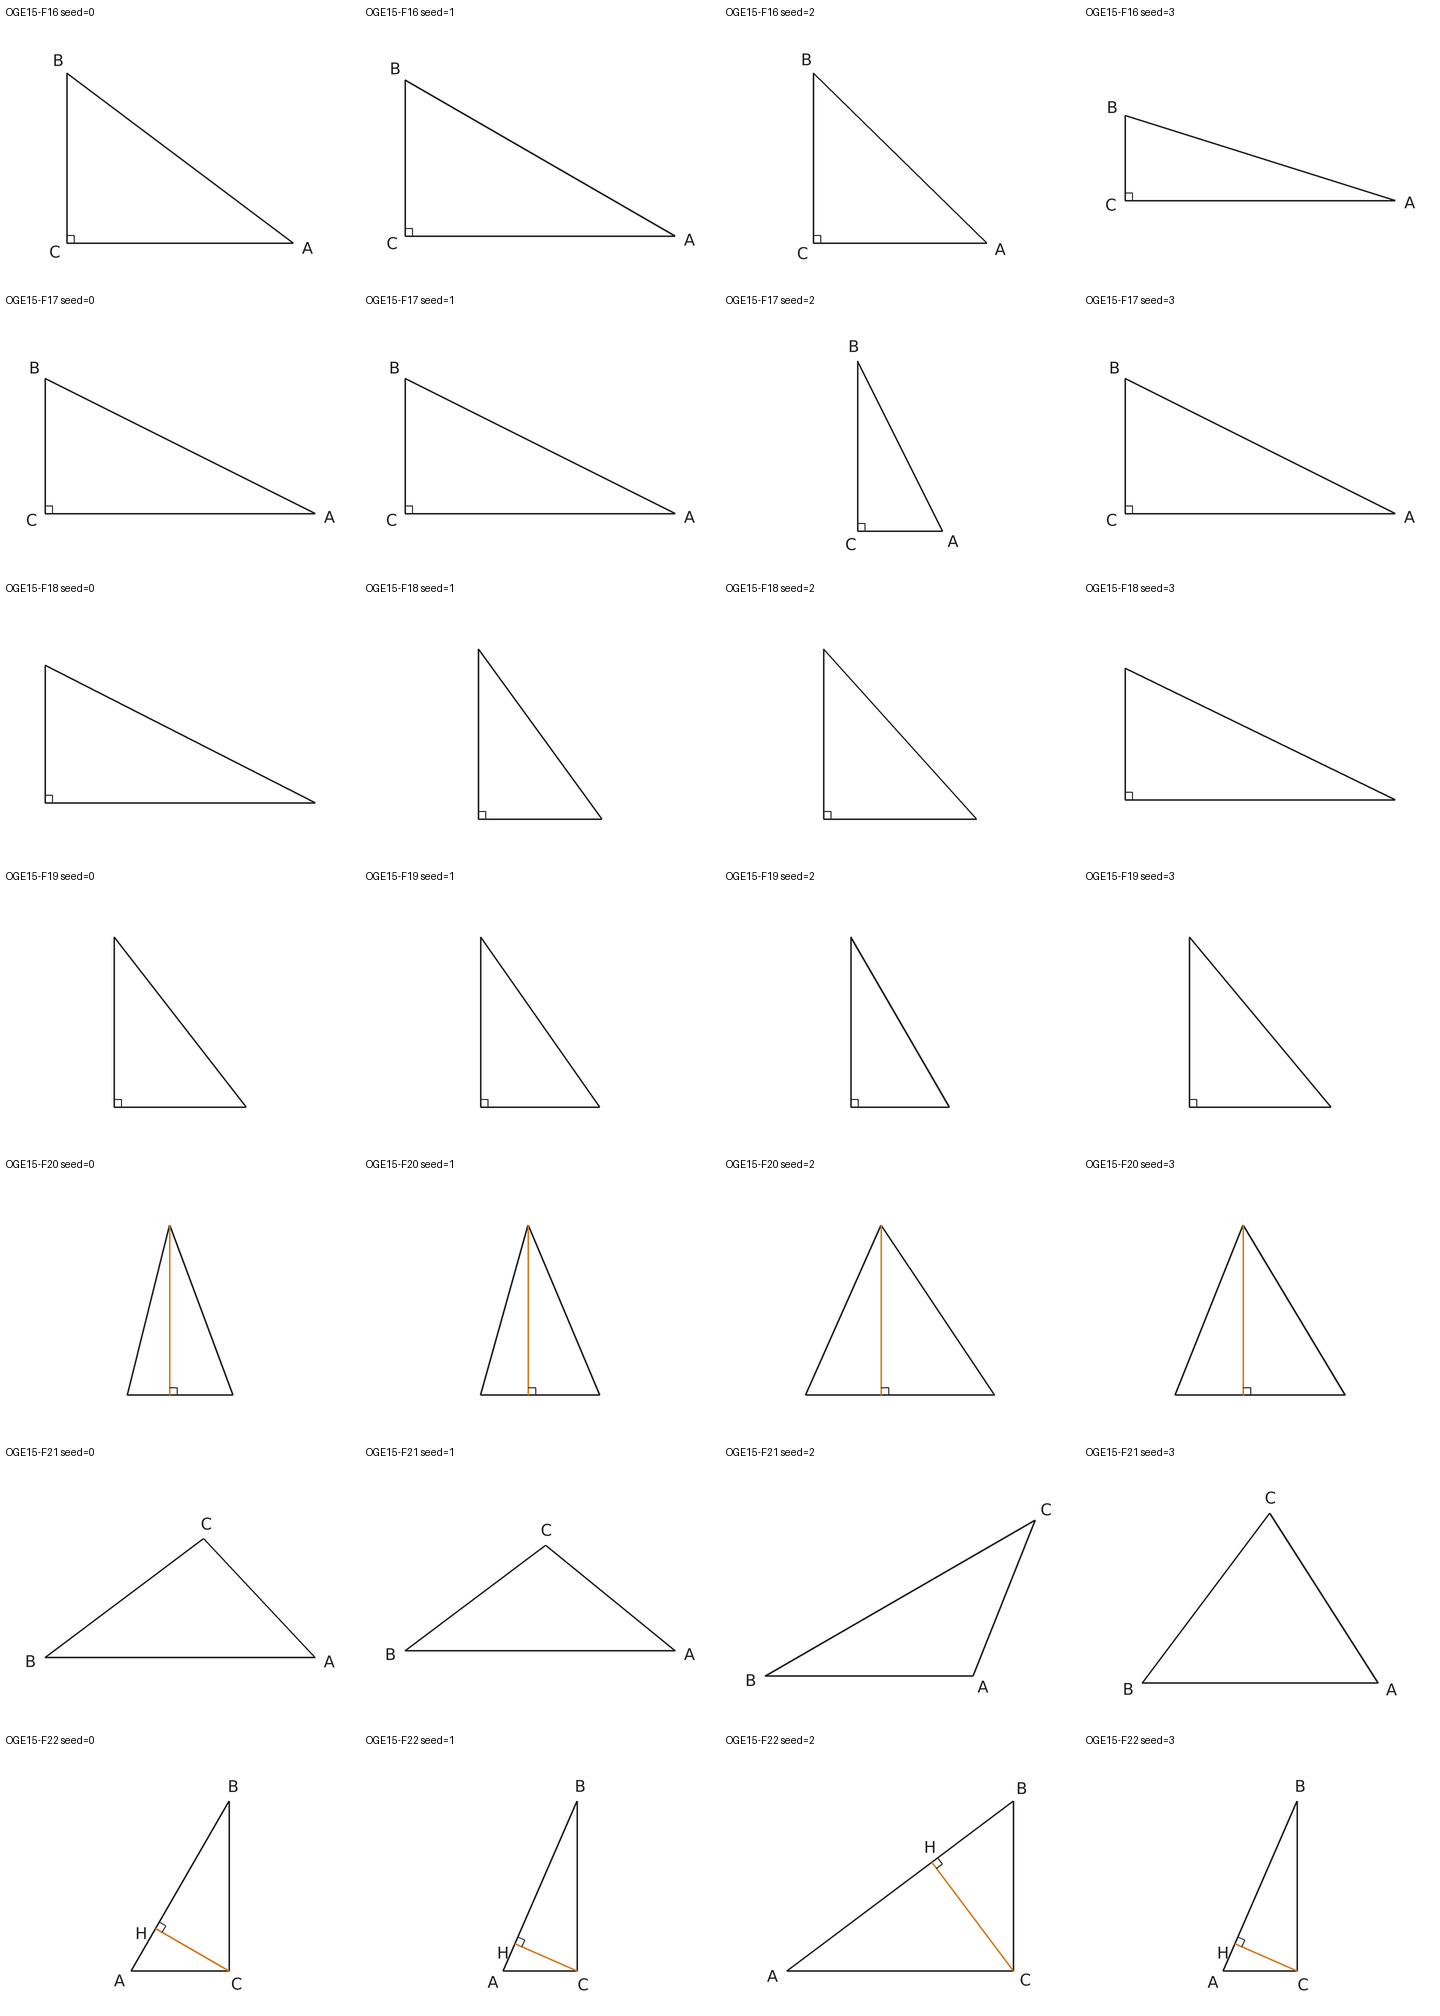 OGE15-F16 seed=0 OGE15-F16 seed=1 OGE15-F16 seed=2 OGE15-F16 seed=3
B B B B
C A C A C A C A
OGE15-F17 seed=0 OGE15-F17 seed=1 OGE15-F17 seed=2 OGE15-F17 seed=3
B B B B
C A C A C A C A
OGE15-F18 seed=0 OGE15-F18 seed=1 OGE15-F18 seed=2 OGE15-F18 seed=3
OGE15-F19 seed=0 OGE15-F19 seed=1 OGE15-F19 seed=2 OGE15-F19 seed=3
OGE15-F20 seed=0 OGE15-F20 seed=1 OGE15-F20 seed=2 OGE15-F20 seed=3
OGE15-F21 seed=0 OGE15-F21 seed=1 OGE15-F21 seed=2 OGE15-F21 seed=3
C C C C
B A B A B A B A
OGE15-F22 seed=0 OGE15-F22 seed=1 OGE15-F22 seed=2 OGE15-F22 seed=3
B B B B
H H H H
A C A C A C A C